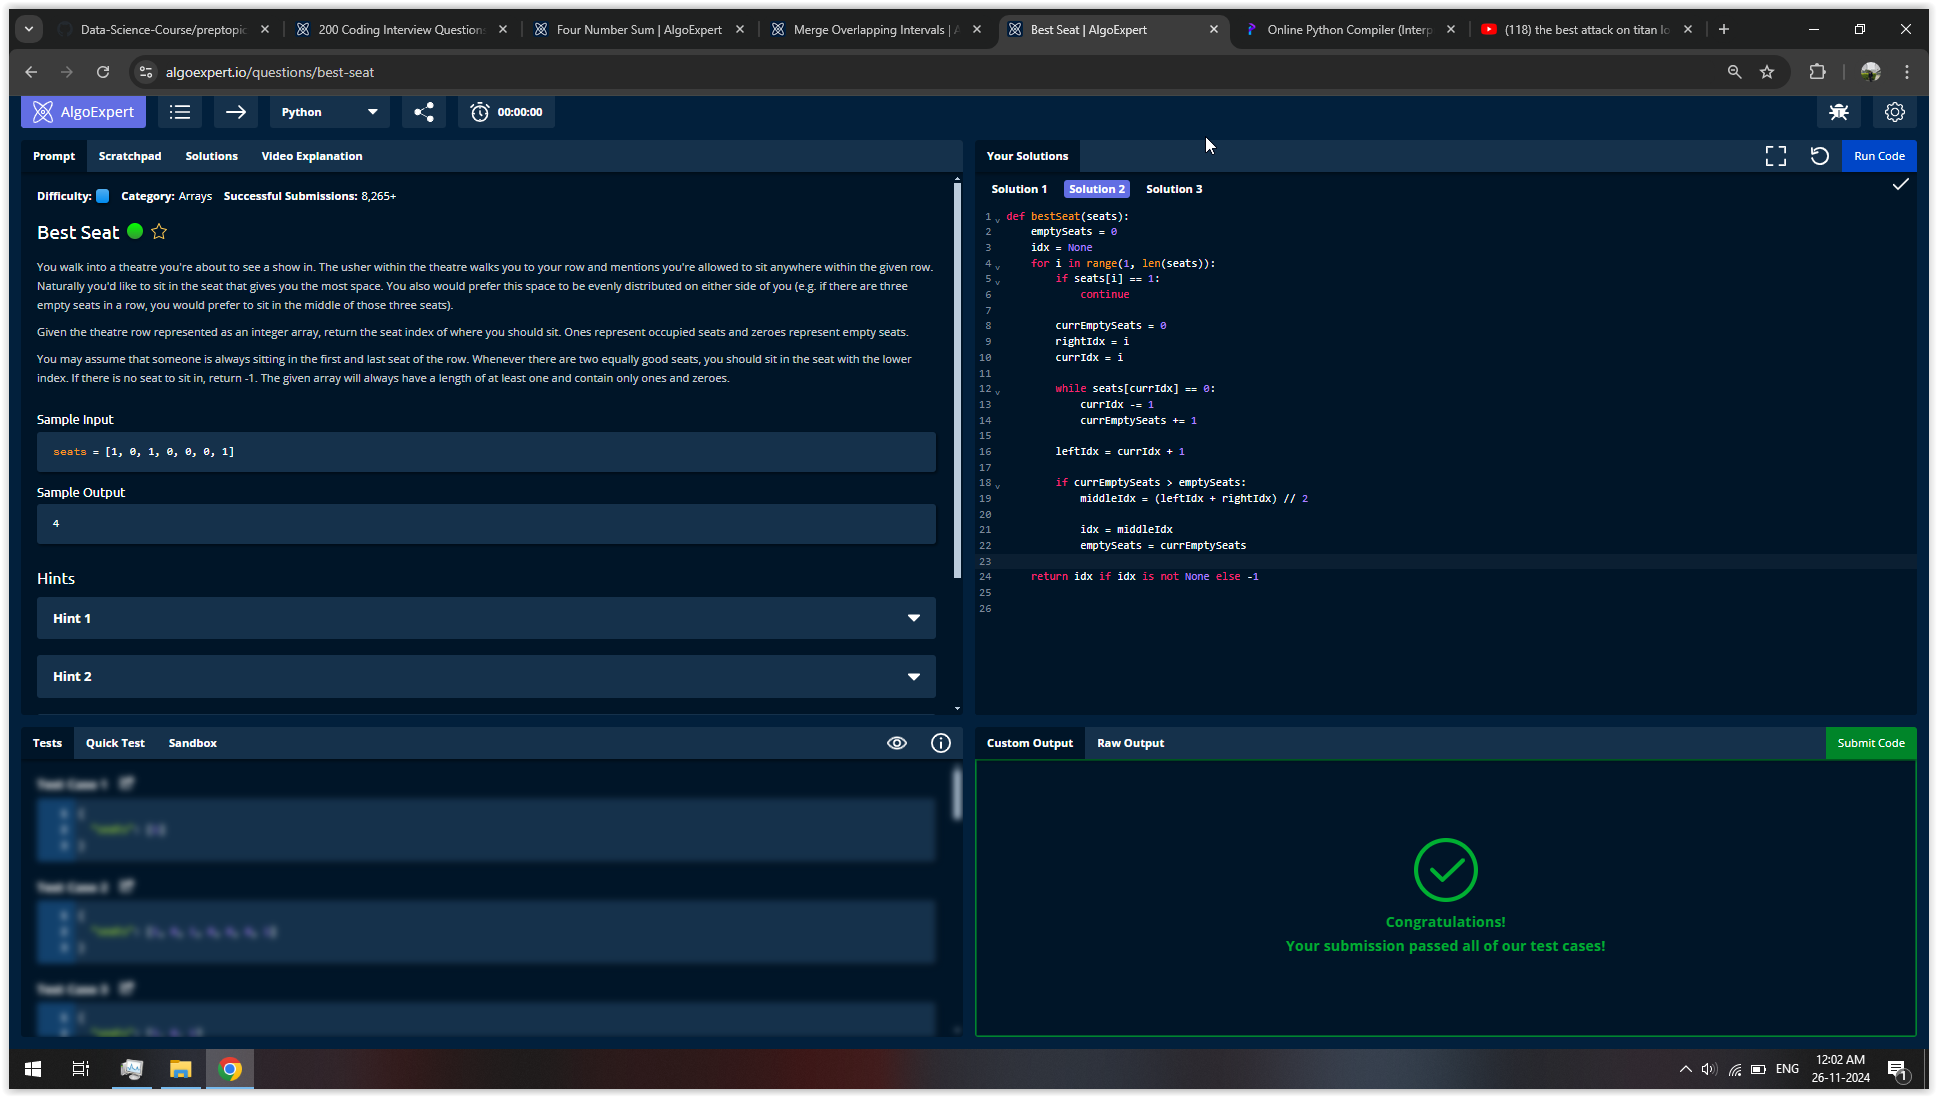 Data-Science-Course/preptopic
200 Coding Interview Question
Four Number Sum | AlgoExpert
Merge Overlapping Intervals | A
Best Seat | AlgoExpert
Online Python Compiler (Interp
(118) the best attack on titan lo
algoexpert.io/questions/best-seat
AlgoExpert
Python
00:00:00
Prompt
Scratchpad
Solutions
Video Explanation
Difficulty:
Category: Arrays
Successful Submissions: 8,265+
Best Seat
You walk into a theatre you're about to see a show in. The usher within the theatre walks you to your row and mentions you're allowed to sit anywhere within the given row.
Naturally you'd like to sit in the seat that gives you the most space. You also would prefer this space to be evenly distributed on either side of you (e.g. if there are three
empty seats in a row, you would prefer to sit in the middle of those three seats).
Given the theatre row represented as an integer array, return the seat index of where you should sit. Ones represent occupied seats and zeroes represent empty seats.
You may assume that someone is always sitting in the first and last seat of the row. Whenever there are two equally good seats, you should sit in the seat with the lower
index. If there is no seat to sit in, return -1. The given array will always have a length of at least one and contain only ones and zeroes.
Sample Input
seats = [1, 0, 1, 0, 0, 0, 1]
Sample Output
4
Hints
Hint 1
Hint 2
Your Solutions
Run Code
Solution 1
Solution 2
Solution 3
1 def bestSeat(seats):
2 emptySeats = 0
3 idx = None
4 for i in range(1, len(seats)):
5 if seats[i] == 1:
6 continue
7
8 currEmptySeats = 0
9 rightIdx = i
10 currIdx = i
11
12 while seats[currIdx] == 0:
13 currIdx -= 1
14 currEmptySeats += 1
15
16 leftIdx = currIdx + 1
17
18 if currEmptySeats > emptySeats:
19 middleIdx = (leftIdx + rightIdx) // 2
20
21 idx = middleIdx
22 emptySeats = currEmptySeats
23
24 return idx if idx is not None else -1
25
26
Tests
Quick Test
Sandbox
Test Case 1
Test Case 2
Test Case 3
Custom Output
Raw Output
Submit Code
Congratulations!
Your submission passed all of our test cases!
ENG
12:02 AM
26-11-2024
1